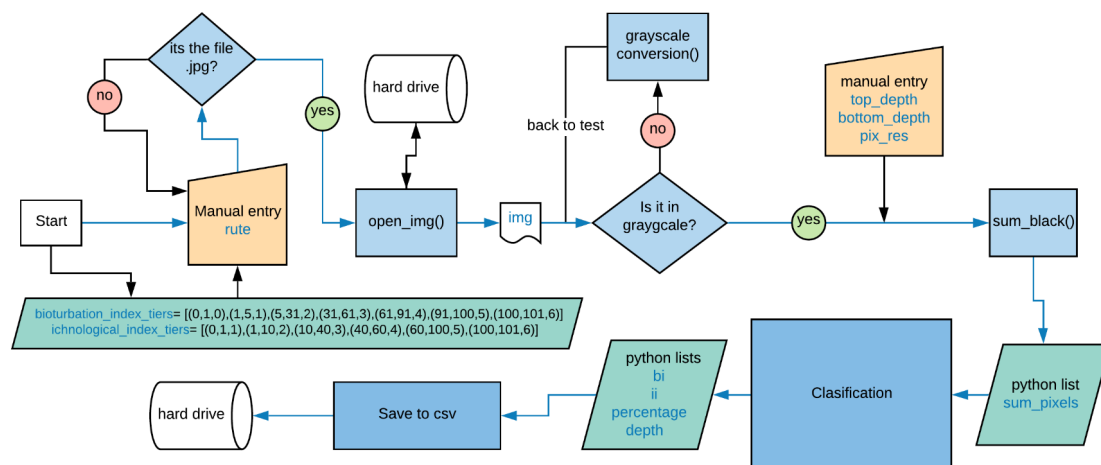 its the file
.jpg?
no
yes
hard drive
grayscale
conversion()
back to test
no
manual entry
top_depth
bottom_depth
pix_res
Start
Manual entry
rute
open_img()
img
Is it in
graygcale?
yes
sum_black()
bioturbation_index_tiers= [(0,1,0),(1,5,1),(5,31,2),(31,61,3),(61,91,4),(91,100,5),(100,101,6)]
ichnological_index_tiers= [(0,1,1),(1,10,2),(10,40,3),(40,60,4),(60,100,5),(100,101,6)]
python list
sum_pixels
Clasification
python lists
bi
ii
percentage
depth
Save to csv
hard drive